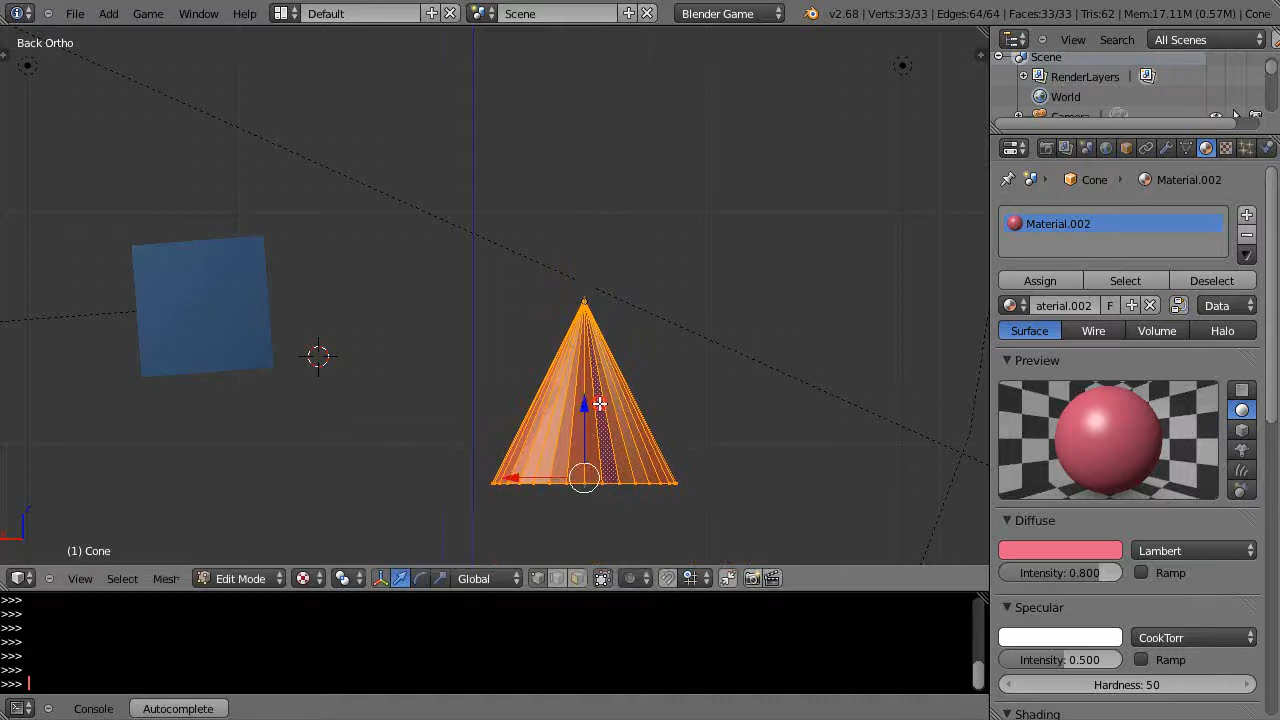 File Add Game Window Help Default Scene Blender Game v2.68 | Verts:33/33 | Edges:64/64 | Faces:33/33 | Tris:62 | Mem:17.11M (0.57M) | Cone
Back Ortho
View Search All Scenes
Scene
RenderLayers |
World
Camera
Cone Material.002
Material.002
Assign Select Deselect
aterial.002 F Data
Surface Wire Volume Halo
Preview
Diffuse
Lambert
Intensity: 0.800 Ramp
Specular
CookTorr
Intensity: 0.500 Ramp
Hardness: 50
Shading
z
(1) Cone
View Select Mesh Edit Mode Global
>>>
>>>
>>>
>>>
>>>
>>>
>>>
Console Autocomplete